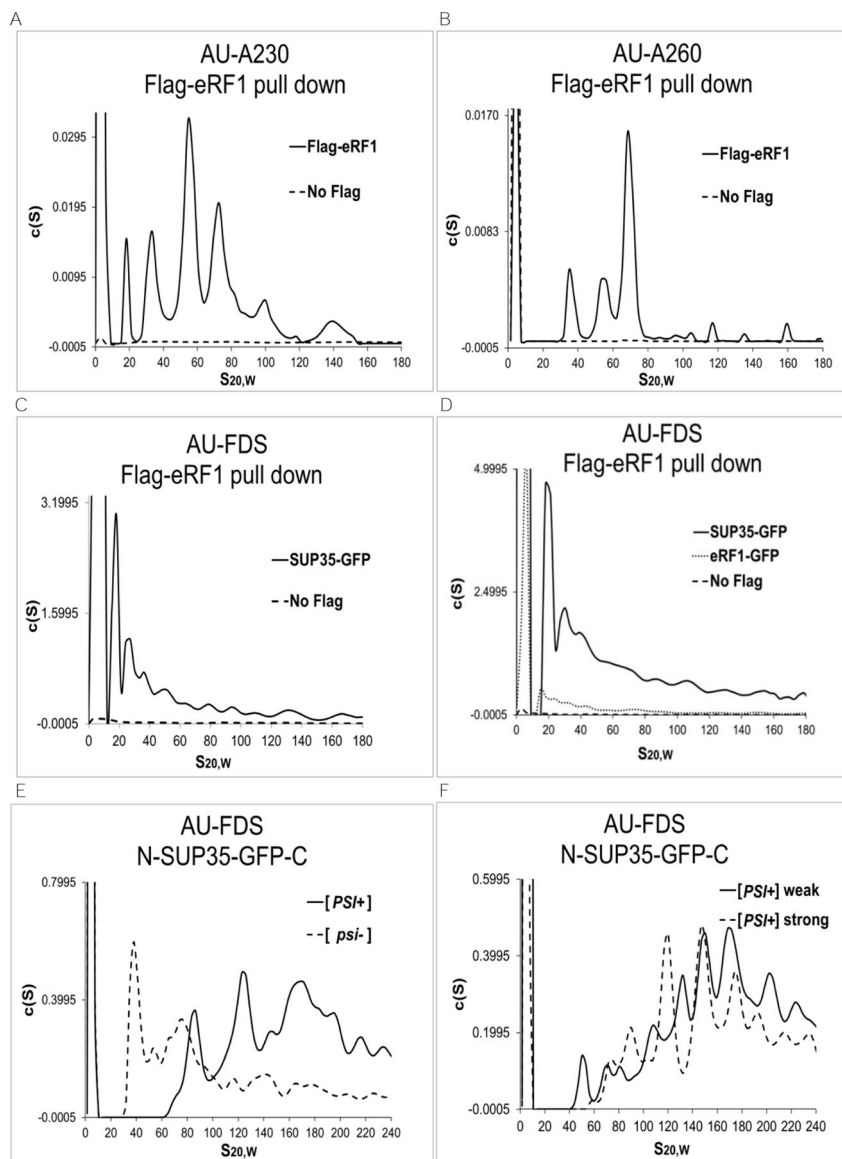 A
AU-A230
Flag-eRF1 pull down
0.0295
0.0195
0.0095
-0.0005
c(S)
Flag-eRF1
No Flag
0 20 40 60 80 100 120 140 160 180
S20,W
B
AU-A260
Flag-eRF1 pull down
0.0170
0.0083
-0.0005
c(S)
Flag-eRF1
No Flag
0 20 40 60 80 100 120 140 160 180
S20,W
C
AU-FDS
Flag-eRF1 pull down
3.1995
1.5995
-0.0005
c(S)
SUP35-GFP
No Flag
0 20 40 60 80 100 120 140 160 180
S20,W
D
AU-FDS
Flag-eRF1 pull down
4.9995
2.4995
-0.0005
c(S)
SUP35-GFP
eRF1-GFP
No Flag
0 20 40 60 80 100 120 140 160 180
S20,W
E
AU-FDS
N-SUP35-GFP-C
0.7995
0.3995
-0.0005
c(S)
[PSI+]
[psi-]
0 20 40 60 80 100 120 140 160 180 200 220 240
S20,W
F
AU-FDS
N-SUP35-GFP-C
0.5995
0.3995
0.1995
-0.0005
c(S)
[PSI+] weak
[PSI+] strong
0 20 40 60 80 100 120 140 160 180 200 220 240
S20,W